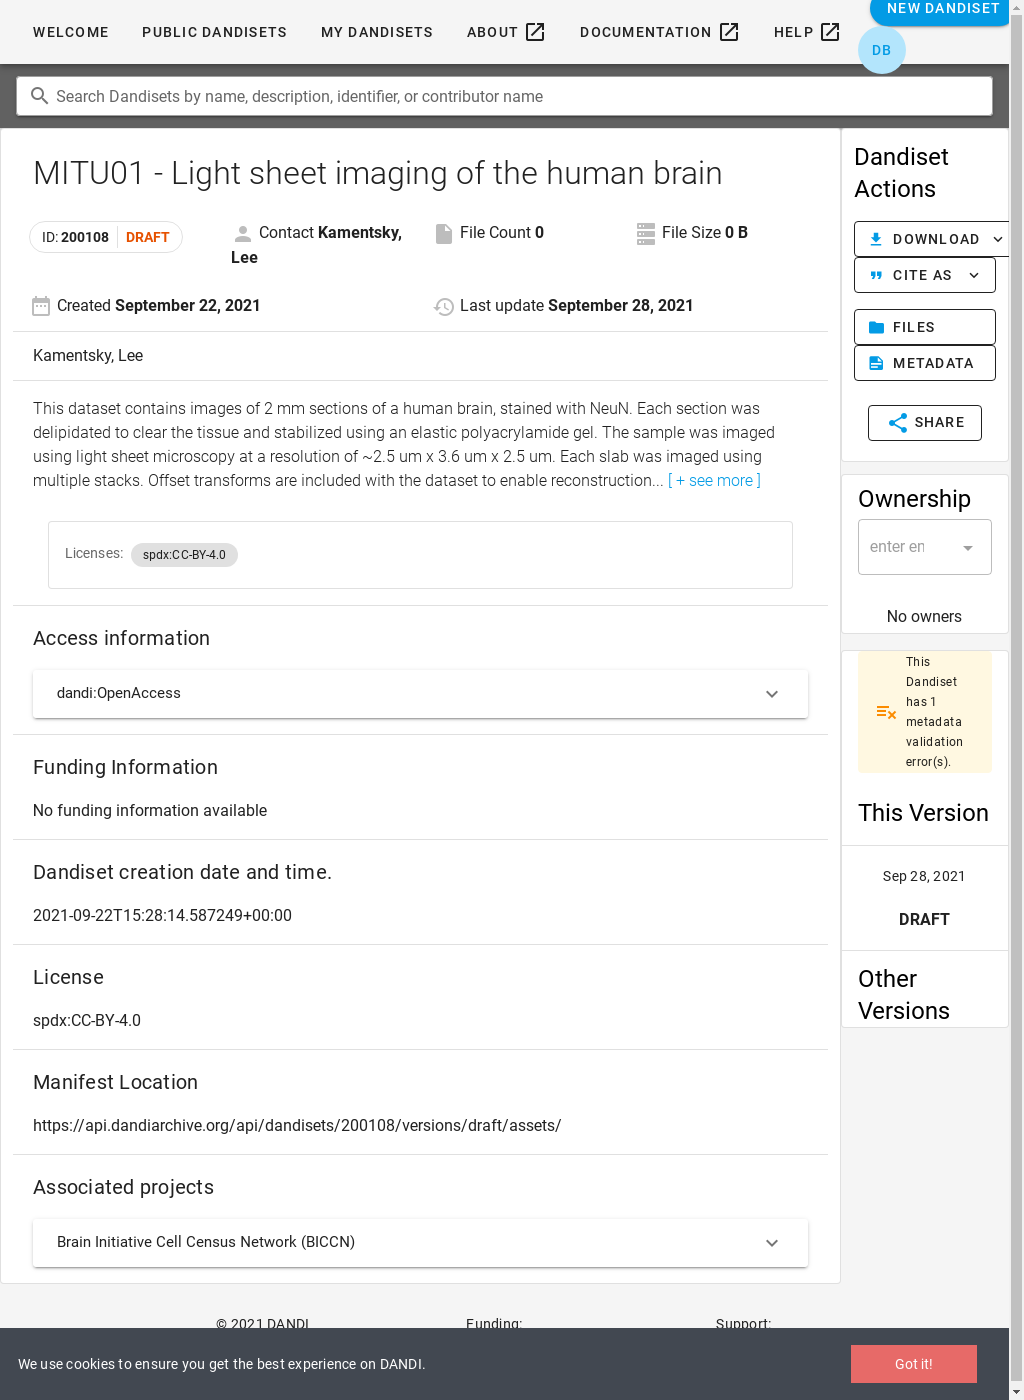 WELCOME PUBLIC DANDISETS MY DANDISETS ABOUT DOCUMENTATION HELP NEW DANDISET
DB
Search Dandisets by name, description, identifier, or contributor name
MITU01 - Light sheet imaging of the human brain
ID: 200108 DRAFT
Contact Kamentsky,
Lee
File Count 0
File Size 0 B
Created September 22, 2021
Last update September 28, 2021
Kamentsky, Lee
This dataset contains images of 2 mm sections of a human brain, stained with NeuN. Each section was
delipidated to clear the tissue and stabilized using an elastic polyacrylamide gel. The sample was imaged
using light sheet microscopy at a resolution of ~2.5 um x 3.6 um x 2.5 um. Each slab was imaged using
multiple stacks. Offset transforms are included with the dataset to enable reconstruction... [ + see more ]
Licenses: spdx:CC-BY-4.0
Access information
dandi:OpenAccess
Funding Information
No funding information available
Dandiset creation date and time.
2021-09-22T15:28:14.587249+00:00
License
spdx:CC-BY-4.0
Manifest Location
https://api.dandiarchive.org/api/dandisets/200108/versions/draft/assets/
Associated projects
Brain Initiative Cell Census Network (BICCN)
Dandiset
Actions
DOWNLOAD
CITE AS
FILES
METADATA
SHARE
Ownership
enter en
No owners
This
Dandiset
has 1
metadata
validation
error(s).
This Version
Sep 28, 2021
DRAFT
Other
Versions
© 2021 DANDI Funding: Support:
We use cookies to ensure you get the best experience on DANDI.
Got it!